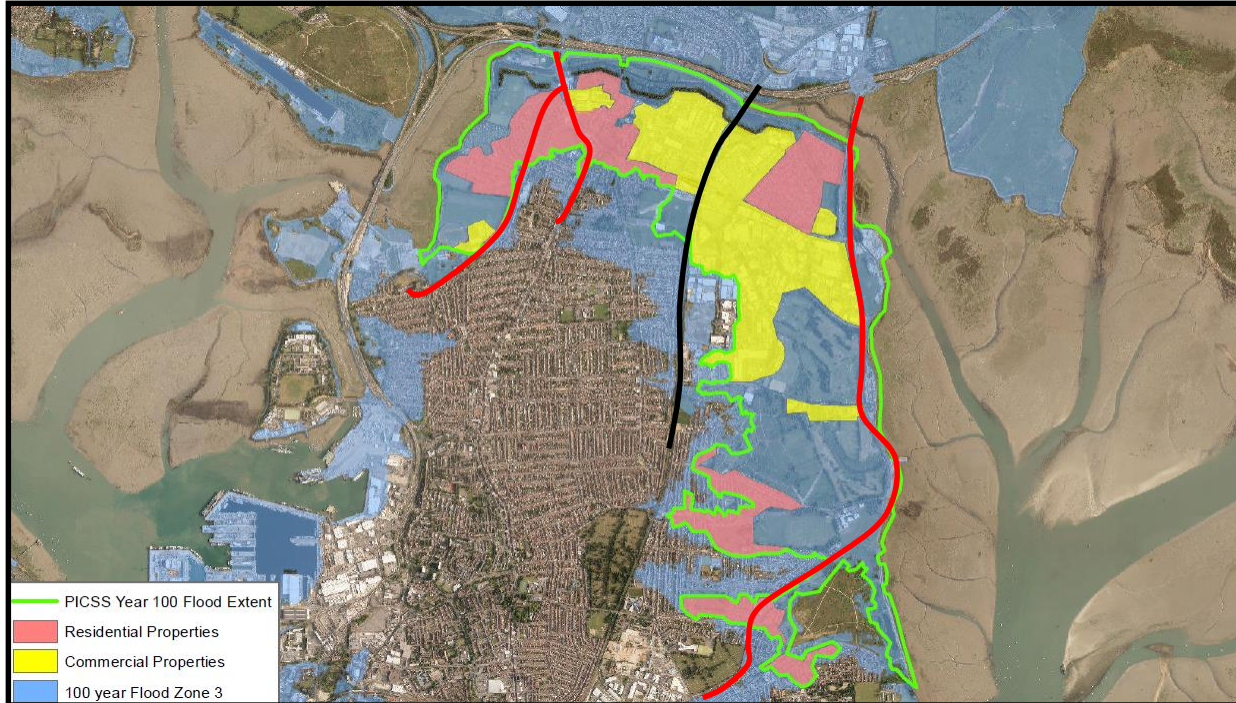 PICSS Year 100 Flood Extent
Residential Properties
Commercial Properties
100 year Flood Zone 3